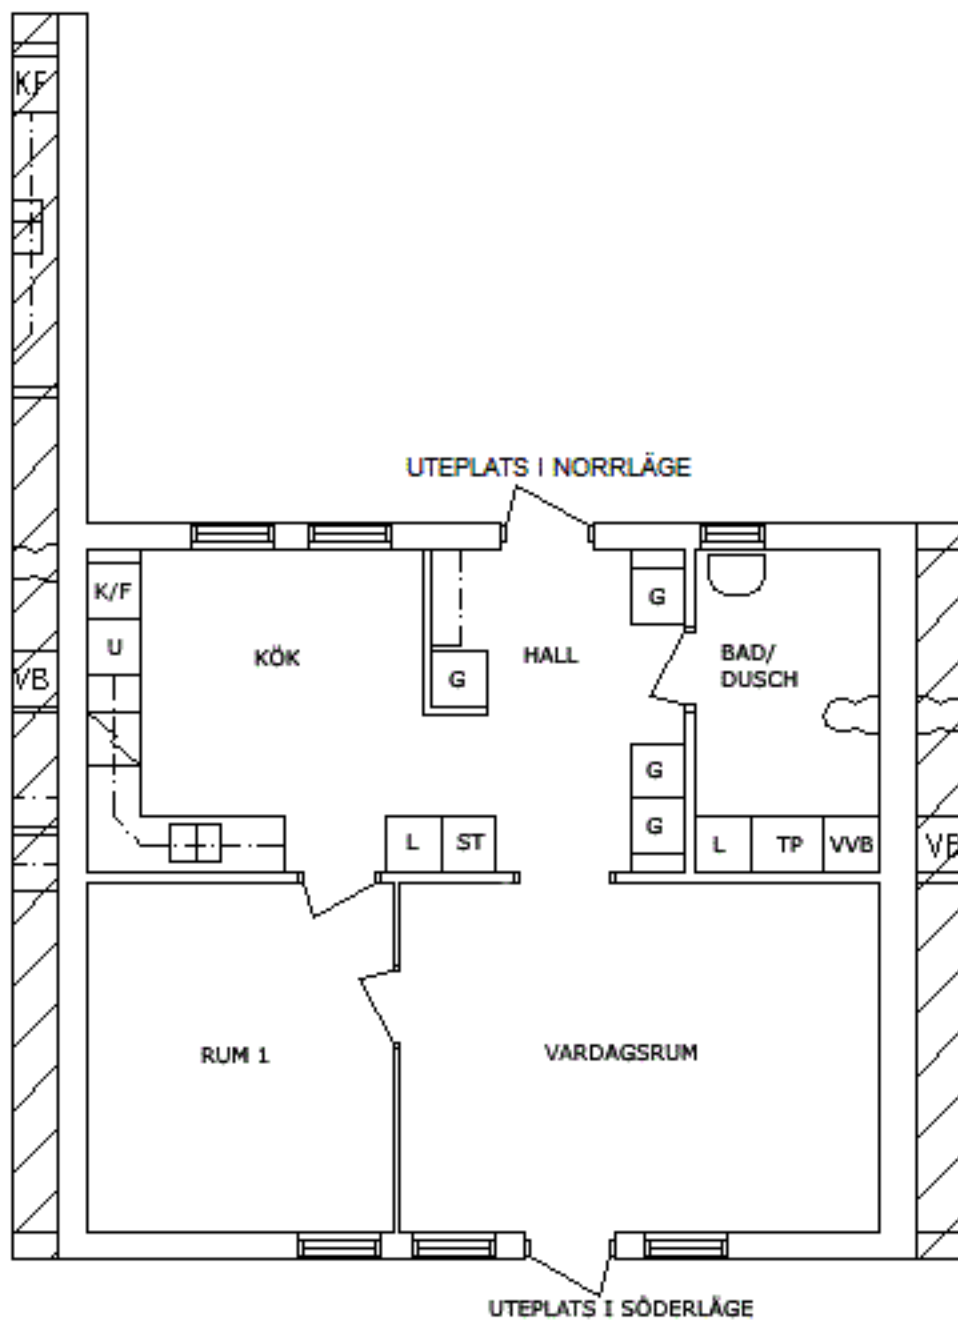 KF
UTEPLATS I NORRLÄGE
K/F
G
U
KÖK
HALL
BAD/
DUSCH
VB
G
G
G
L
ST
L
TP
VVB
VB
RUM 1
VARDAGSRUM
UTEPLATS I SÖDERLÄGE